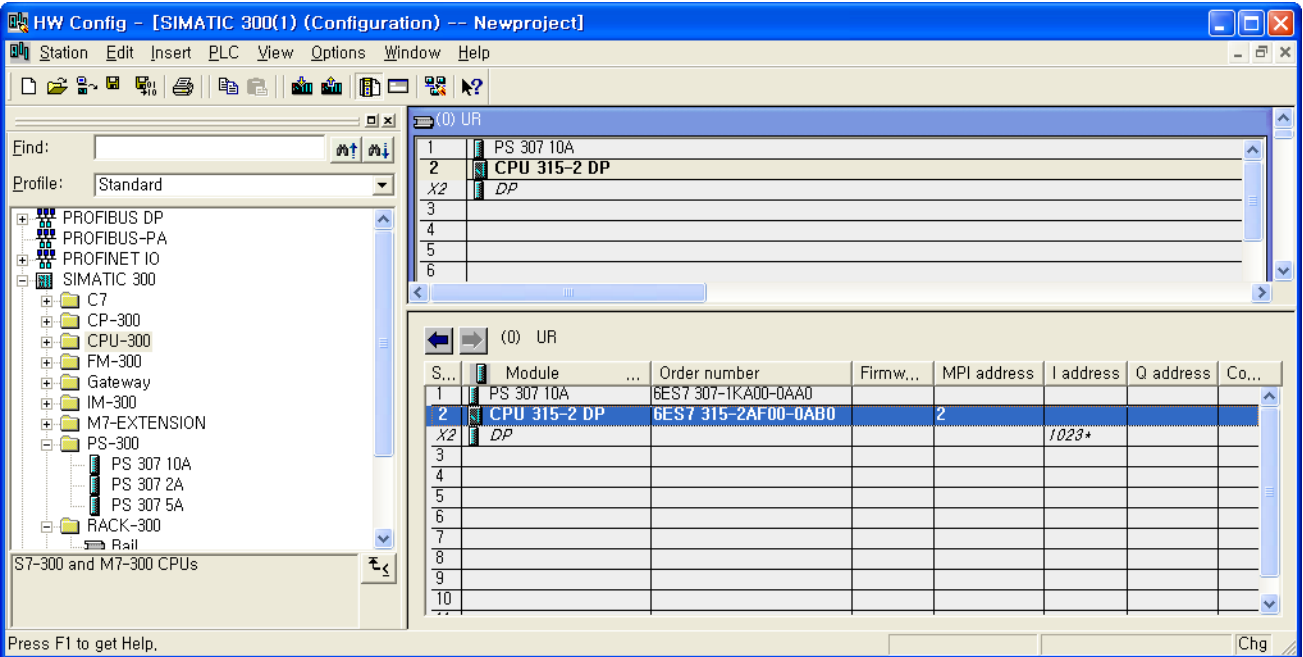 HW Config - [SIMATIC 300(1) (Configuration) -- Newproject]
Station Edit Insert PLC View Options Window Help
Find:
Profile: Standard
PROFIBUS DP
PROFIBUS-PA
PROFINET IO
SIMATIC 300
C7
CP-300
CPU-300
FM-300
Gateway
IM-300
M7-EXTENSION
PS-300
PS 307 10A
PS 307 2A
PS 307 5A
RACK-300
Rail
S7-300 and M7-300 CPUs
(0) UR
1 PS 307 10A
2 CPU 315-2 DP
X2 DP
3
4
5
6
(0) UR
S... Module ... Order number Firmw... MPI address I address Q address Co...
1 PS 307 10A 6ES7 307-1KA00-0AA0
2 CPU 315-2 DP 6ES7 315-2AF00-0AB0 2
X2 DP 1023*
3
4
5
6
7
8
9
10
Press F1 to get Help.
Chg